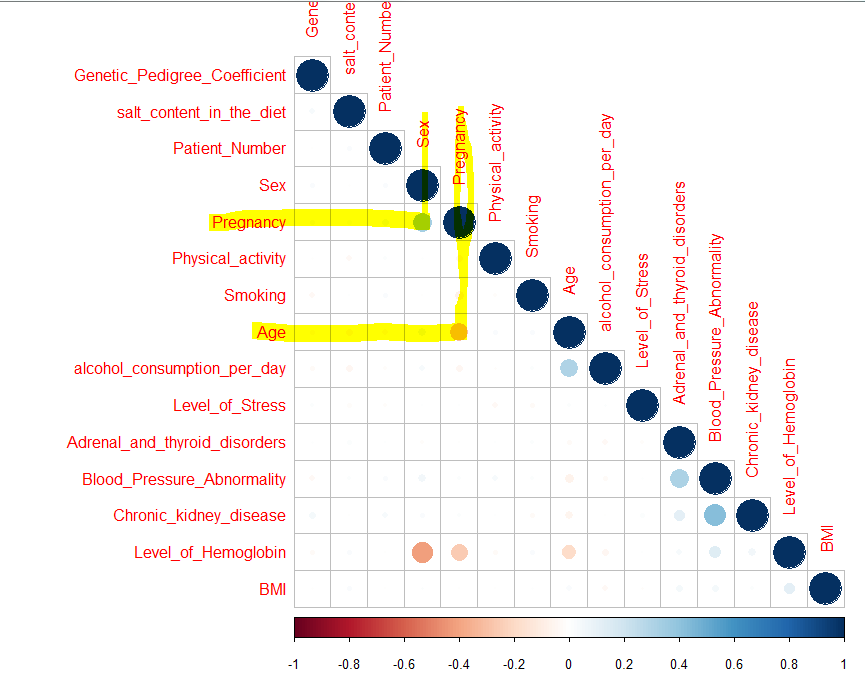 Gene
salt_conte
Patient_Numbe
Sex
Pregnancy
Physical_activity
Smoking
Age
alcohol_consumption_per_day
Level_of_Stress
Adrenal_and_thyroid_disorders
Blood_Pressure_Abnormality
Chronic_kidney_disease
Level_of_Hemoglobin
BMI
Genetic_Pedigree_Coefficient
salt_content_in_the_diet
Patient_Number
Sex
Pregnancy
Physical_activity
Smoking
Age
alcohol_consumption_per_day
Level_of_Stress
Adrenal_and_thyroid_disorders
Blood_Pressure_Abnormality
Chronic_kidney_disease
Level_of_Hemoglobin
BMI
-1 -0.8 -0.6 -0.4 -0.2 0 0.2 0.4 0.6 0.8 1